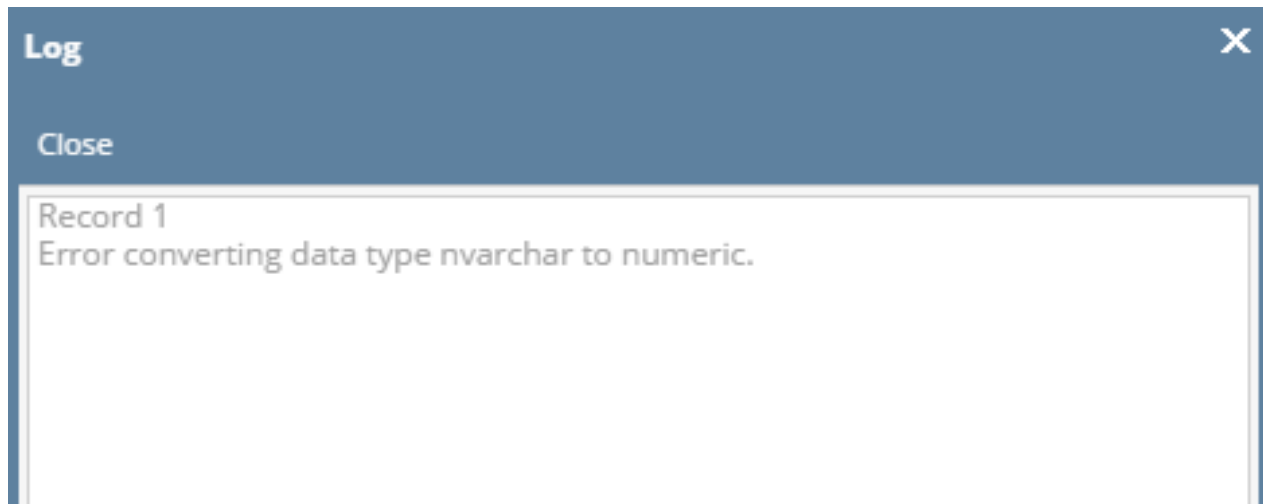 Log
Close
Record 1
Error converting data type nvarchar to numeric.